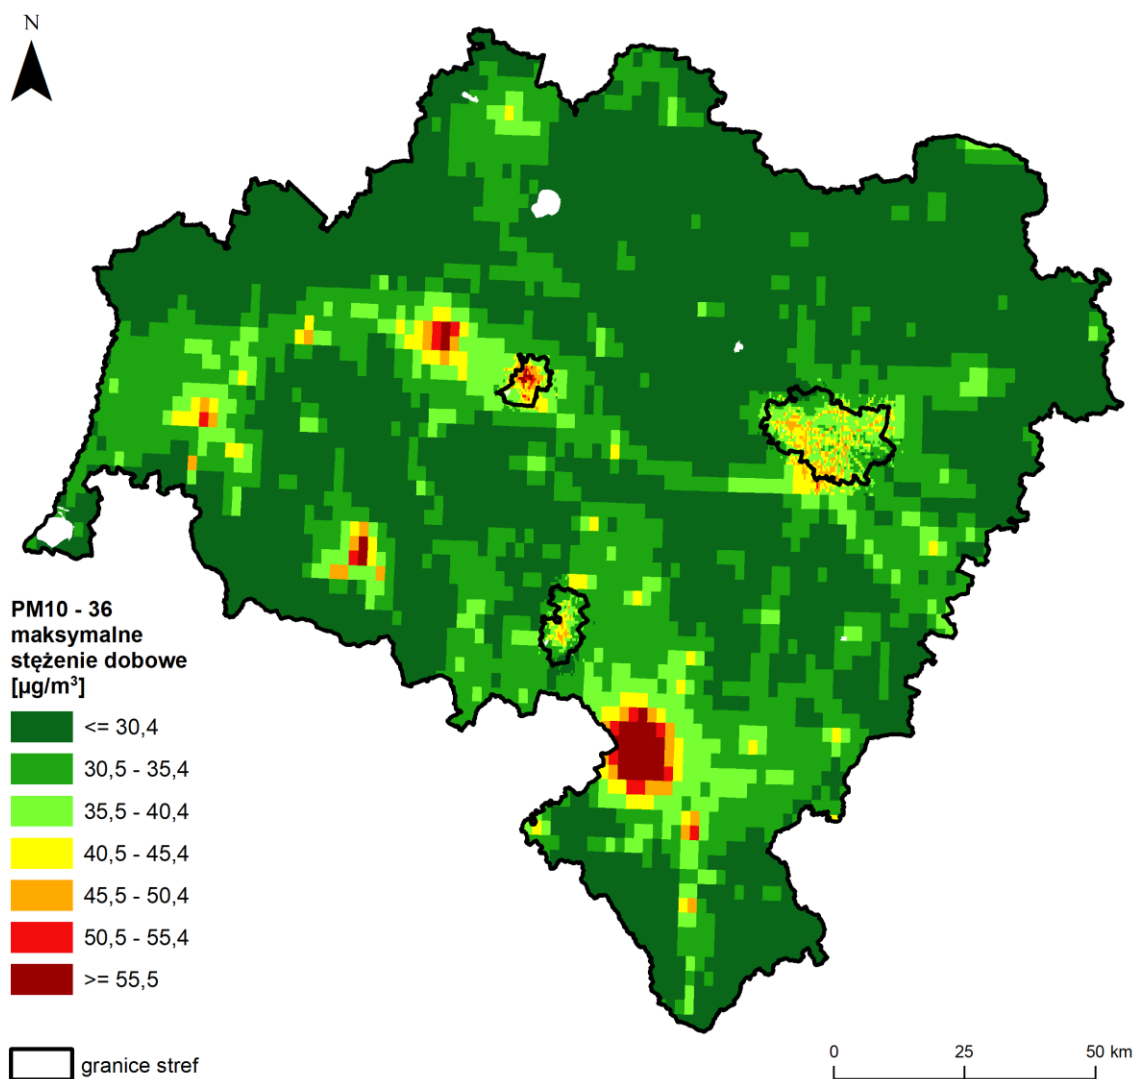 N
PM10 - 36
maksymalne
stężenie dobowe
[µg/m³]
<= 30,4
30,5 - 35,4
35,5 - 40,4
40,5 - 45,4
45,5 - 50,4
50,5 - 55,4
>= 55,5
granice stref
0 25 50 km